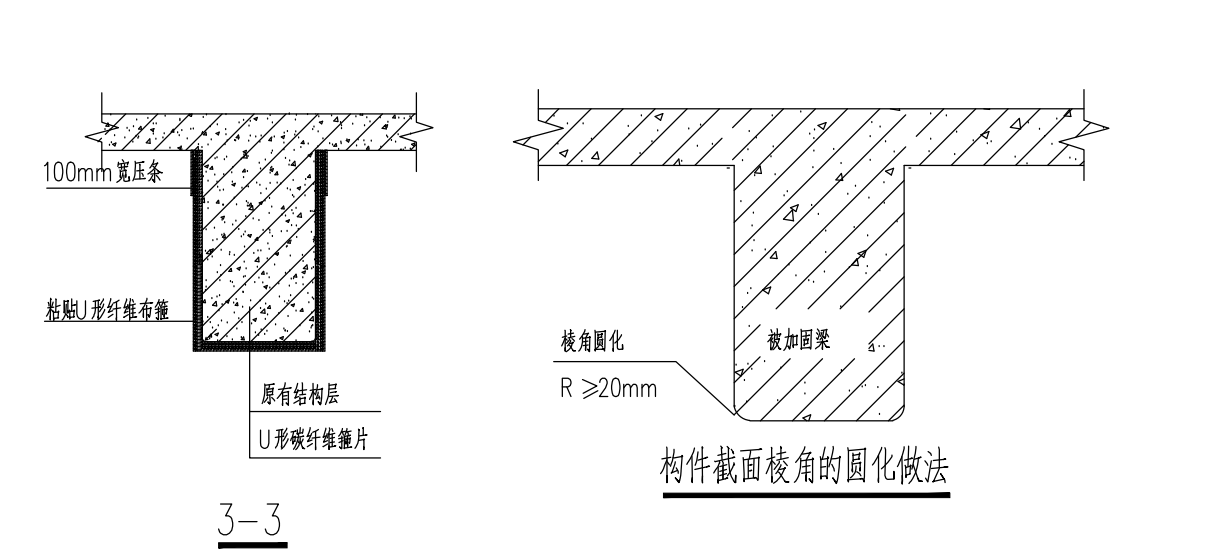 100mm宽压条
粘贴U形纤维布箍
原有结构层
U形碳纤维箍片
3-3
棱角圆化
R ≥20mm
被加固梁
构件截面棱角的圆化做法